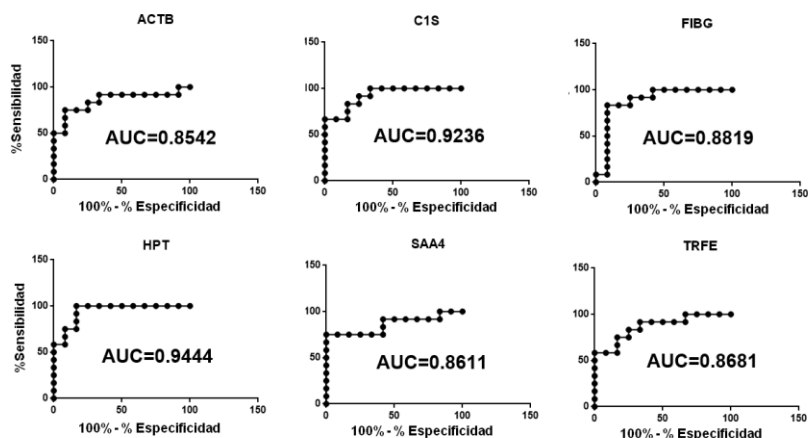 ACTB
150
100
50
0
%Sensibilidad
AUC=0.8542
0
50
100
150
100% - % Especificidad
C1S
150
100
50
0
AUC=0.9236
0
50
100
150
100% - % Especificidad
FIBG
150
100
50
0
AUC=0.8819
0
50
100
150
100% - % Especificidad
HPT
150
100
50
0
%Sensibilidad
AUC=0.9444
0
50
100
150
100% - % Especificidad
SAA4
150
100
50
0
AUC=0.8611
0
50
100
150
100% - % Especificidad
TRFE
150
100
50
0
AUC=0.8681
0
50
100
150
100% - % Especificidad